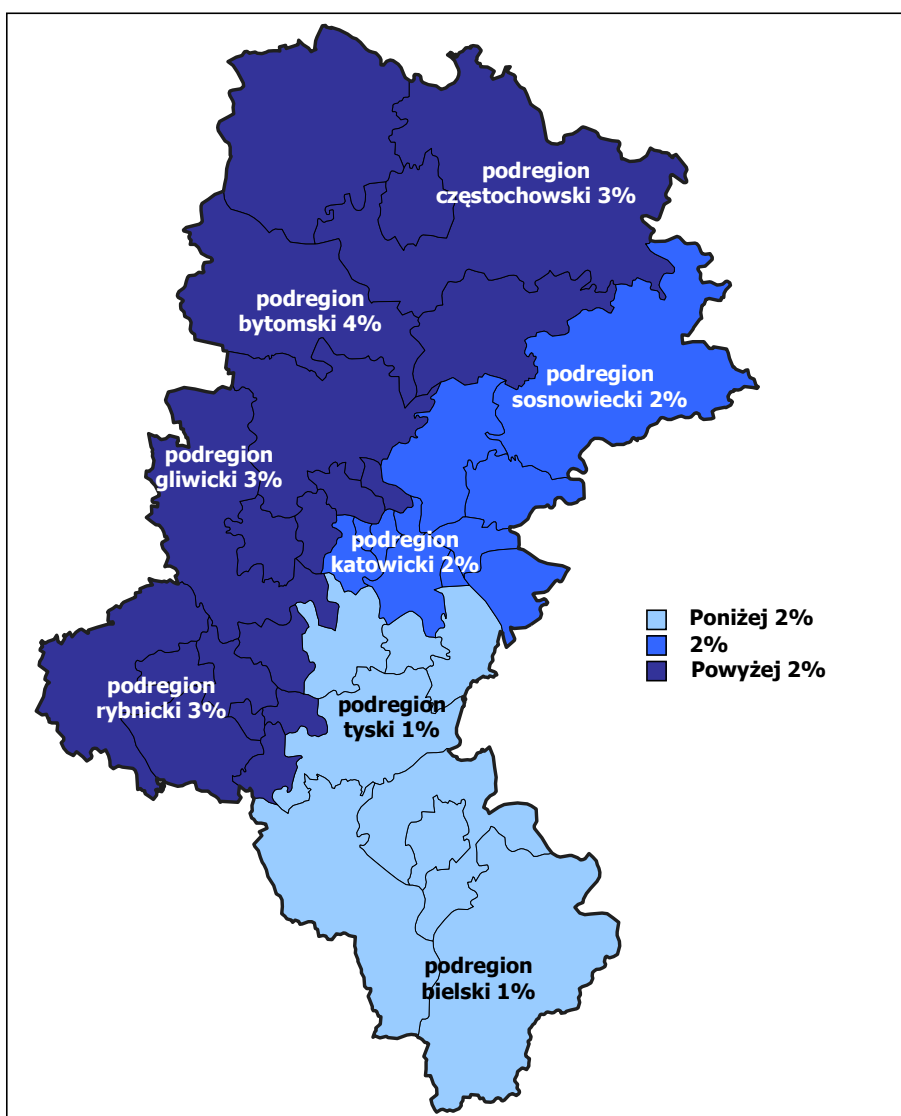 podregion
częstochowski 3%
podregion
bytomski 4%
podregion
sosnowiecki 2%
podregion
gliwicki 3%
podregion
katowicki 2%
Poniżej 2%
2%
Powyżej 2%
podregion
rybnicki 3%
podregion
tyski 1%
podregion
bielski 1%